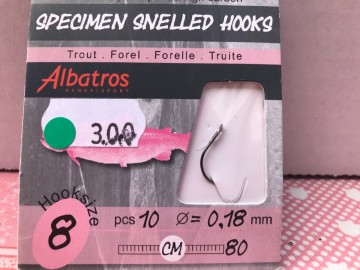 SPECIMEN SNELLED HOOKS
Trout . Forel . Forelle . Truite
Albatros
HENGELSPORT
3.00
Hooksize
8
pcs 10 Ø= 0,18 mm
CM 80